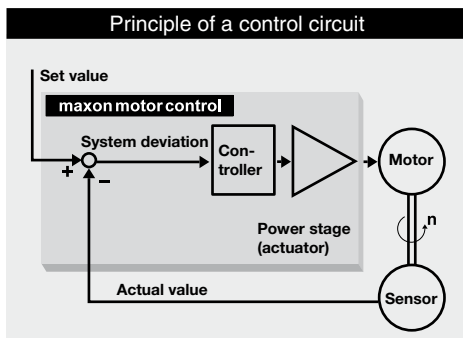 Principle of a control circuit
Set value
maxon motor control
System deviation
+
–
Con-
troller
Motor
Power stage
(actuator)
n
Actual value
Sensor